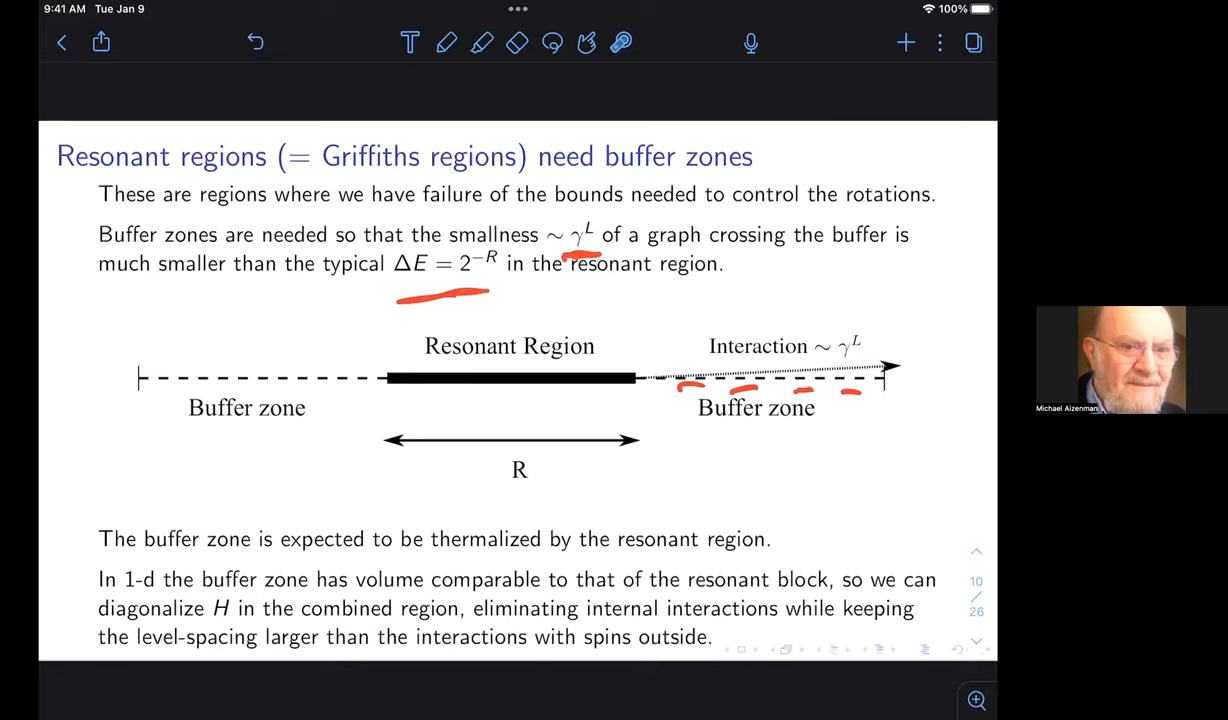 9:41 AM Tue Jan 9
100%
Resonant regions (= Griffiths regions) need buffer zones
These are regions where we have failure of the bounds needed to control the rotations.
Buffer zones are needed so that the smallness ∼ γ^L of a graph crossing the buffer is
much smaller than the typical ΔE = 2^{−R} in the resonant region.
Resonant Region
Interaction ∼ γ^L
Buffer zone
Buffer zone
R
Michael Aizenman
The buffer zone is expected to be thermalized by the resonant region.
In 1-d the buffer zone has volume comparable to that of the resonant block, so we can
diagonalize H in the combined region, eliminating internal interactions while keeping
the level-spacing larger than the interactions with spins outside.
10
/
26